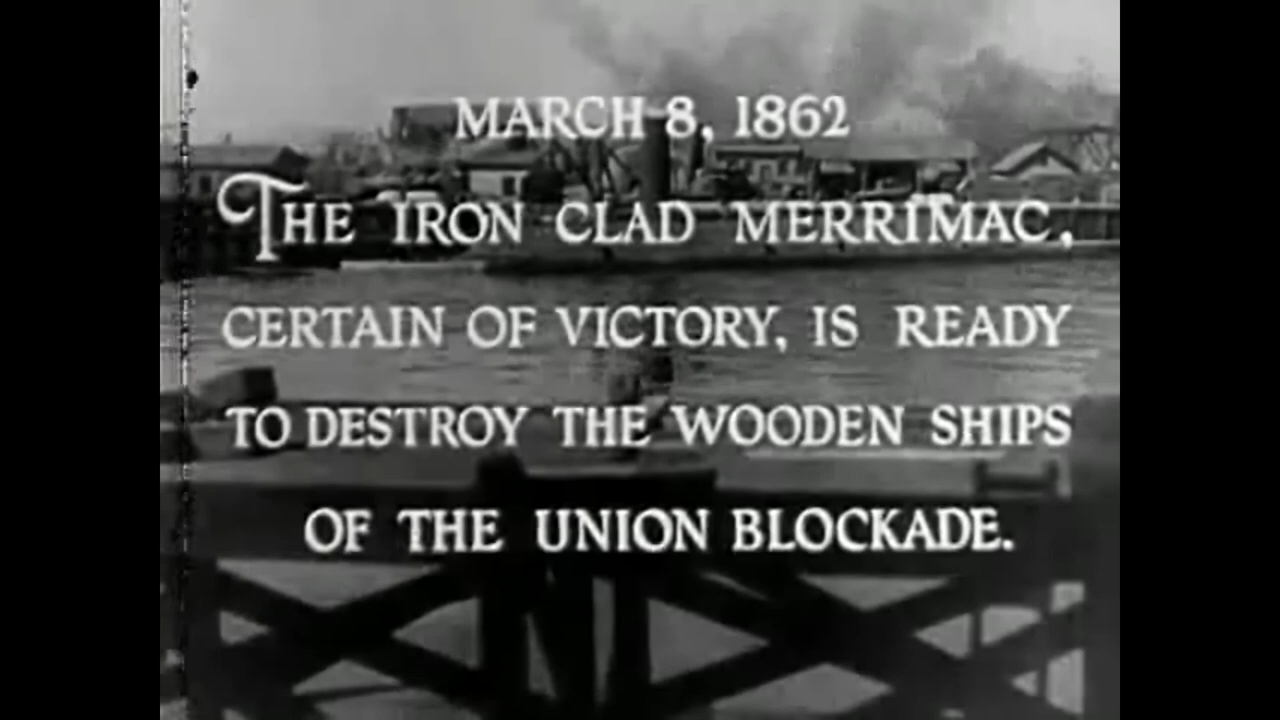 MARCH 8, 1862
THE IRON CLAD MERRIMAC,
CERTAIN OF VICTORY, IS READY
TO DESTROY THE WOODEN SHIPS
OF THE UNION BLOCKADE.